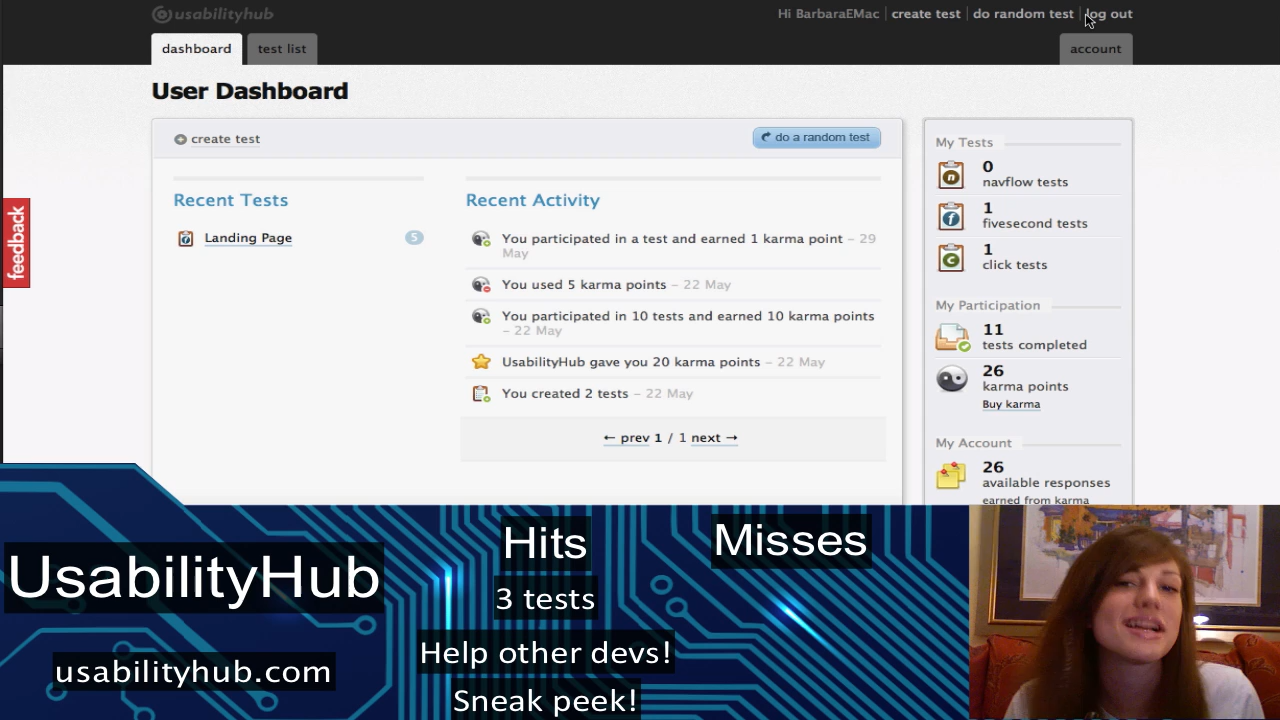 usabilityhub
Hi BarbaraEMac create test do random test log out
dashboard test list account
User Dashboard
create test
do a random test
Recent Tests
Landing Page 5
Recent Activity
You participated in a test and earned 1 karma point – 29
May
You used 5 karma points – 22 May
You participated in 10 tests and earned 10 karma points
– 22 May
UsabilityHub gave you 20 karma points – 22 May
You created 2 tests – 22 May
← prev 1 / 1 next →
My Tests
n
0
navflow tests
f
1
fivesecond tests
c
1
click tests
My Participation
11
tests completed
26
karma points
Buy karma
My Account
26
available responses
earned from karma
feedback
UsabilityHub
usabilityhub.com
Hits
3 tests
Help other devs!
Sneak peek!
Misses